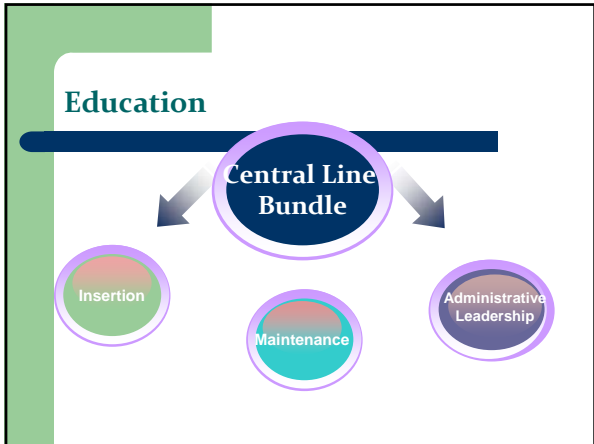 Education
Central Line
Bundle
Insertion
Maintenance
Administrative
Leadership